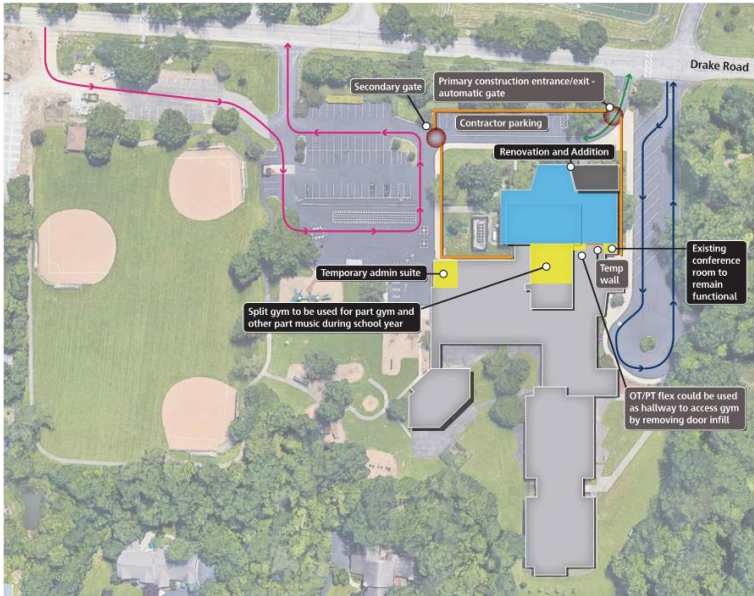 Drake Road
Secondary gate
Primary construction entrance/exit -
automatic gate
Contractor parking
Renovation and Addition
Temporary admin suite
Temp
wall
Existing
conference
room to
remain
functional
Split gym to be used for part gym and
other part music during school year
OT/PT flex could be used
as hallway to access gym
by removing door infill